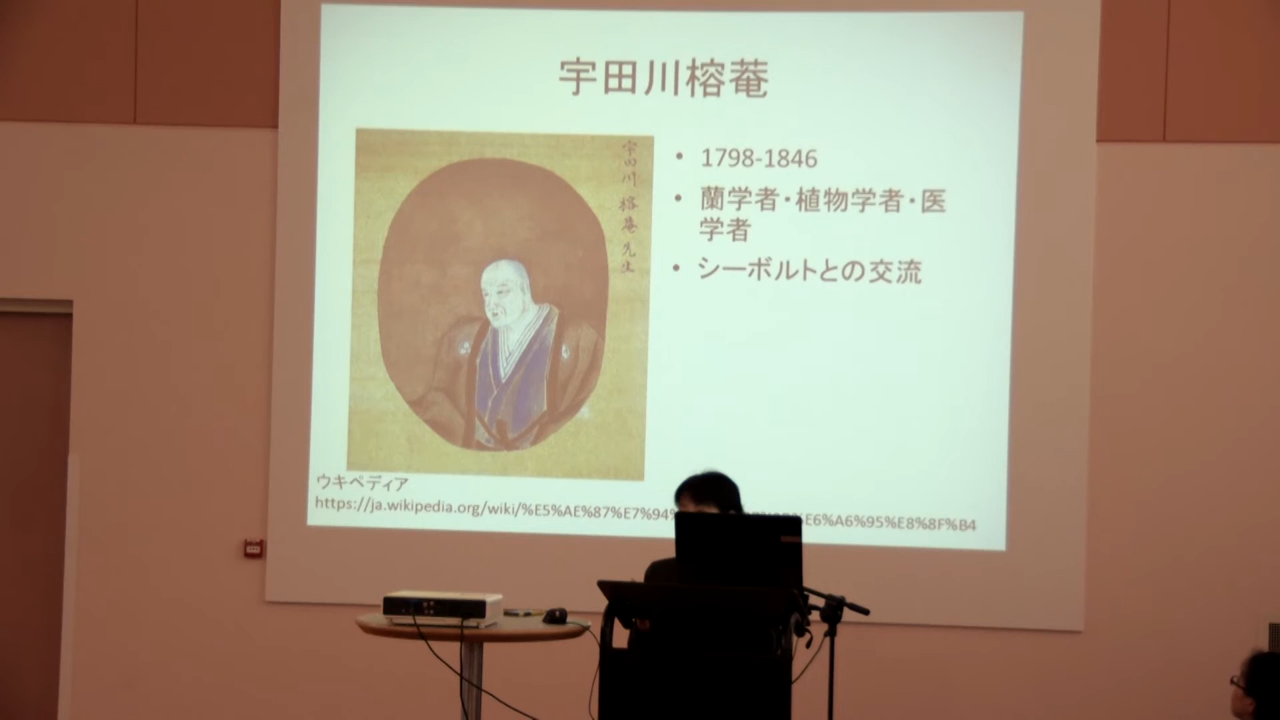 宇田川榕菴
宇田川榕菴先生
• 1798-1846
• 蘭学者・植物学者・医
学者
• シーボルトとの交流
ウキペディア
https://ja.wikipedia.org/wiki/%E5%AE%87%E7%94% E6%A6%95%E8%8F%B4